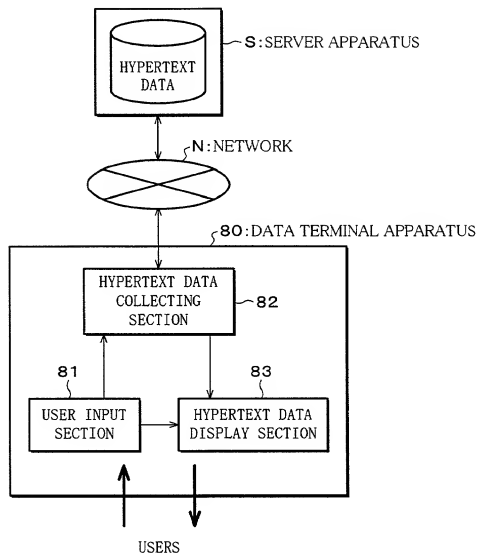 S:SERVER APPARATUS
HYPERTEXT
DATA
N:NETWORK
80:DATA TERMINAL APPARATUS
HYPERTEXT DATA
COLLECTING
SECTION
82
81
83
USER INPUT
SECTION
HYPERTEXT DATA
DISPLAY SECTION
USERS